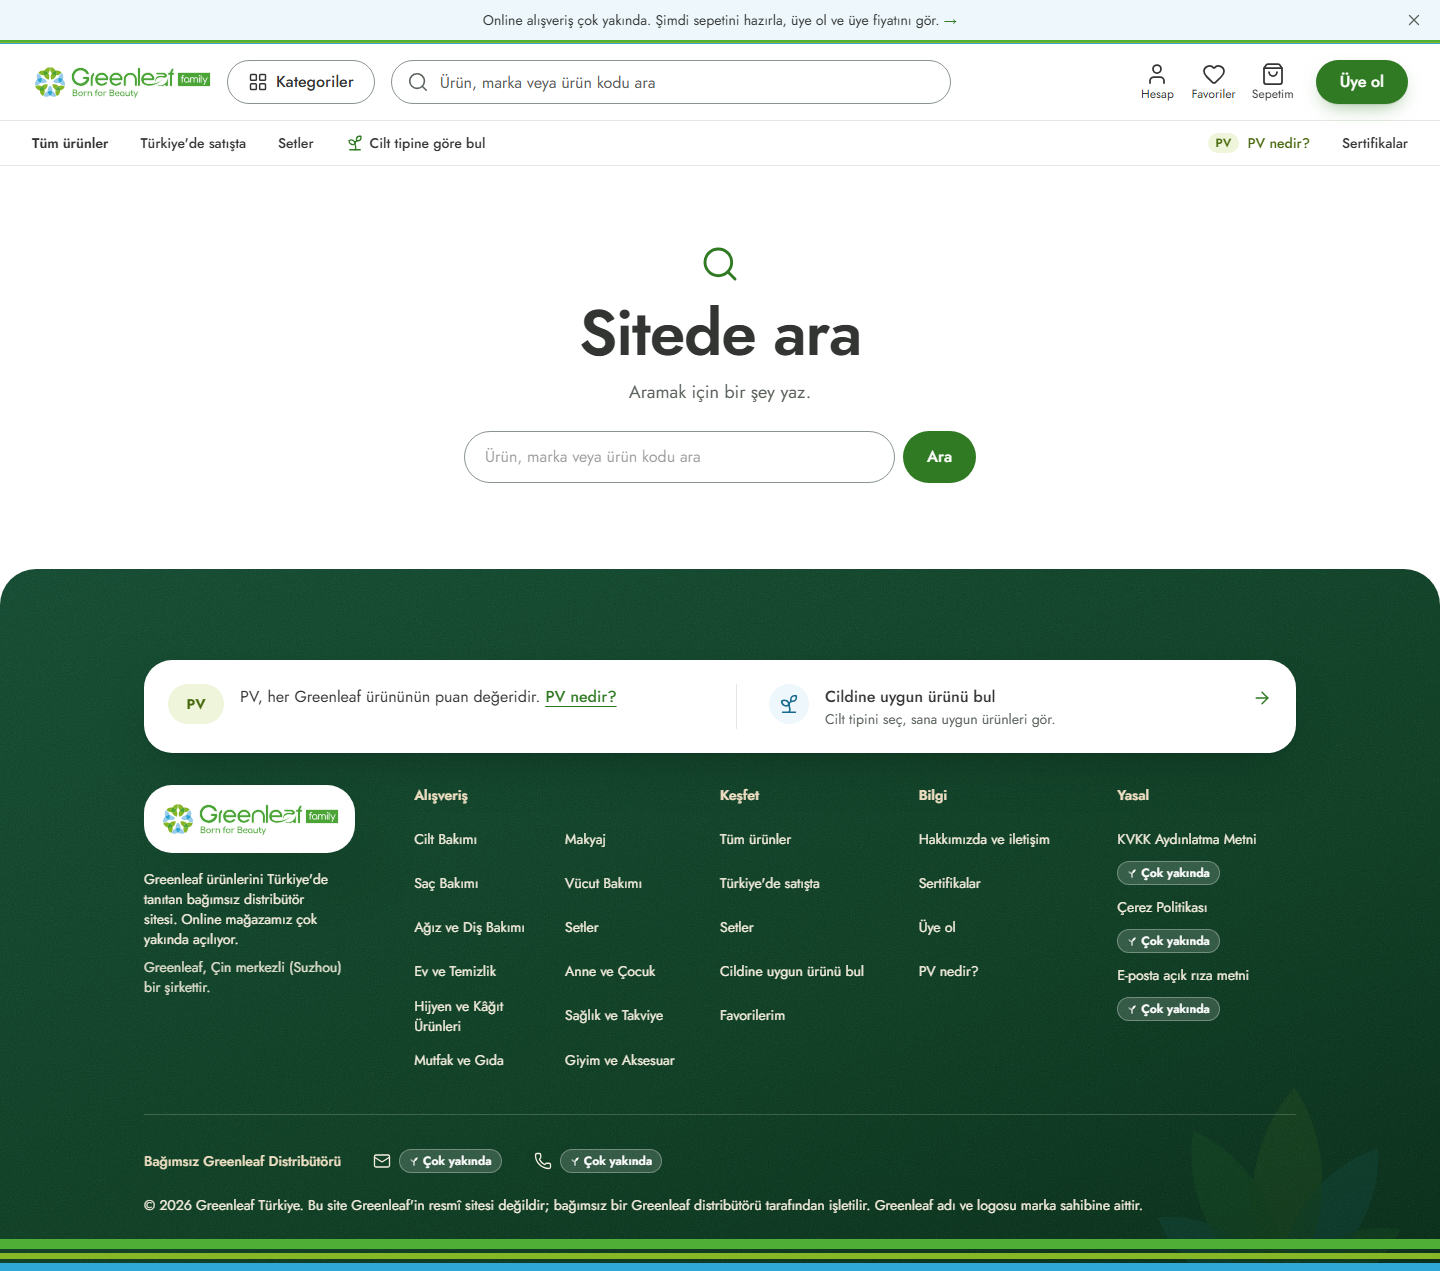 Online alışveriş çok yakında. Şimdi sepetini hazırla, üye ol ve üye fiyatını gör. →
Greenleaf family
Born for Beauty
Kategoriler
Ürün, marka veya ürün kodu ara
Hesap
Favoriler
Sepetim
Üye ol
Tüm ürünler
Türkiye'de satışta
Setler
Cilt tipine göre bul
PV
PV nedir?
Sertifikalar
Sitede ara
Aramak için bir şey yaz.
Ürün, marka veya ürün kodu ara
Ara
PV
PV, her Greenleaf ürününün puan değeridir. PV nedir?
Cildine uygun ürünü bul
Cilt tipini seç, sana uygun ürünleri gör.
Greenleaf family
Born for Beauty
Greenleaf ürünlerini Türkiye'de
tanıtan bağımsız distribütör
sitesi. Online mağazamız çok
yakında açılıyor.
Greenleaf, Çin merkezli (Suzhou)
bir şirkettir.
Alışveriş
Cilt Bakımı
Makyaj
Saç Bakımı
Vücut Bakımı
Ağız ve Diş Bakımı
Setler
Ev ve Temizlik
Anne ve Çocuk
Hijyen ve Kâğıt
Ürünleri
Sağlık ve Takviye
Mutfak ve Gıda
Giyim ve Aksesuar
Keşfet
Tüm ürünler
Türkiye'de satışta
Setler
Cildine uygun ürünü bul
Favorilerim
Bilgi
Hakkımızda ve iletişim
Sertifikalar
Üye ol
PV nedir?
Yasal
KVKK Aydınlatma Metni
Çok yakında
Çerez Politikası
Çok yakında
E-posta açık rıza metni
Çok yakında
Bağımsız Greenleaf Distribütörü
Çok yakında
Çok yakında
© 2026 Greenleaf Türkiye. Bu site Greenleaf'in resmî sitesi değildir; bağımsız bir Greenleaf distribütörü tarafından işletilir. Greenleaf adı ve logosu marka sahibine aittir.